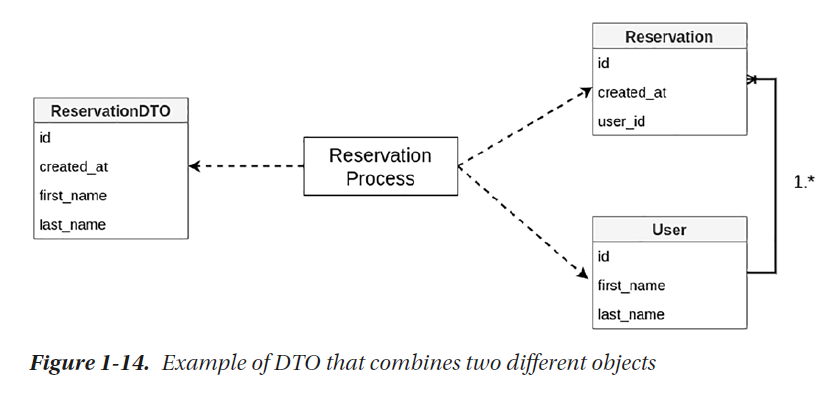 ReservationDTO
id
created_at
first_name
last_name
Reservation
Process
Reservation
id
created_at
user_id
1.*
User
id
first_name
last_name
Figure 1-14. Example of DTO that combines two different objects